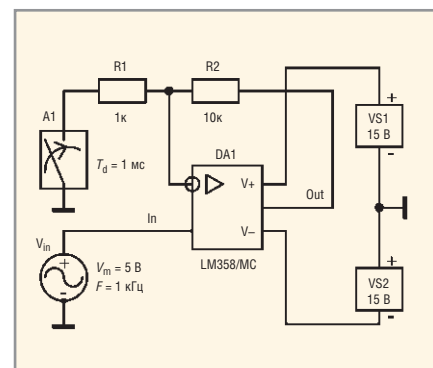 R1
R2
1к
10к
A1
T_d = 1 мс
DA1
V+
V–
Out
In
LM358/MC
V_in
+
-
V_m = 5 В
F = 1 кГц
+
VS1
15 В
-
+
VS2
15 В
-